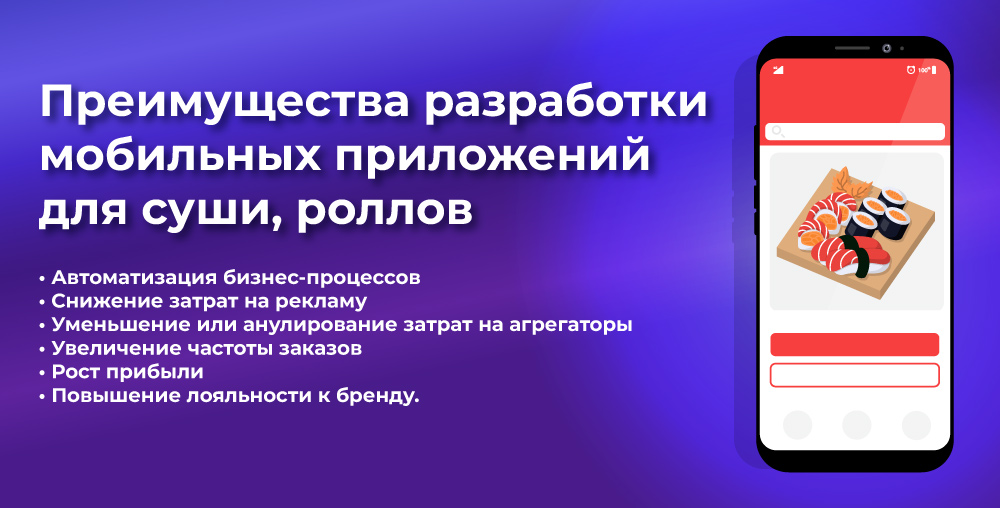 Преимущества разработки
мобильных приложений
для суши, роллов
• Автоматизация бизнес-процессов
• Снижение затрат на рекламу
• Уменьшение или анулирование затрат на агрегаторы
• Увеличение частоты заказов
• Рост прибыли
• Повышение лояльности к бренду.